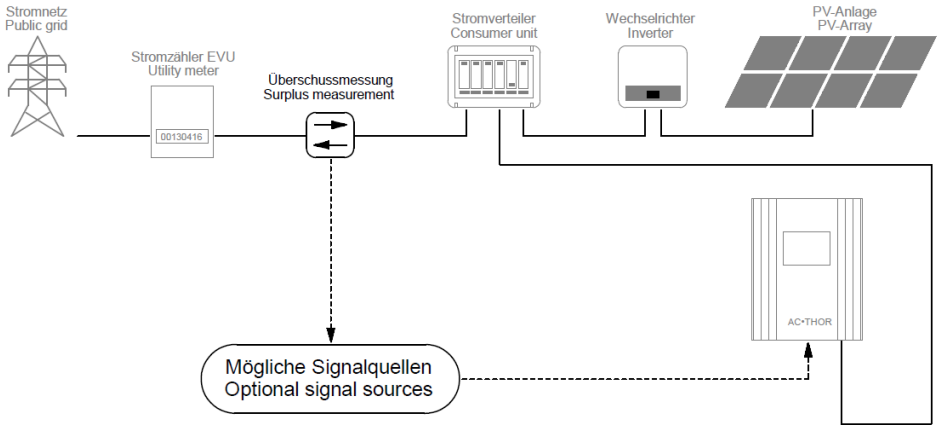 Stromnetz
Public grid
Stromzähler EVU
Utility meter
00130416
Überschussmessung
Surplus measurement
Stromverteiler
Consumer unit
Wechselrichter
Inverter
PV-Anlage
PV-Array
AC•THOR
Mögliche Signalquellen
Optional signal sources